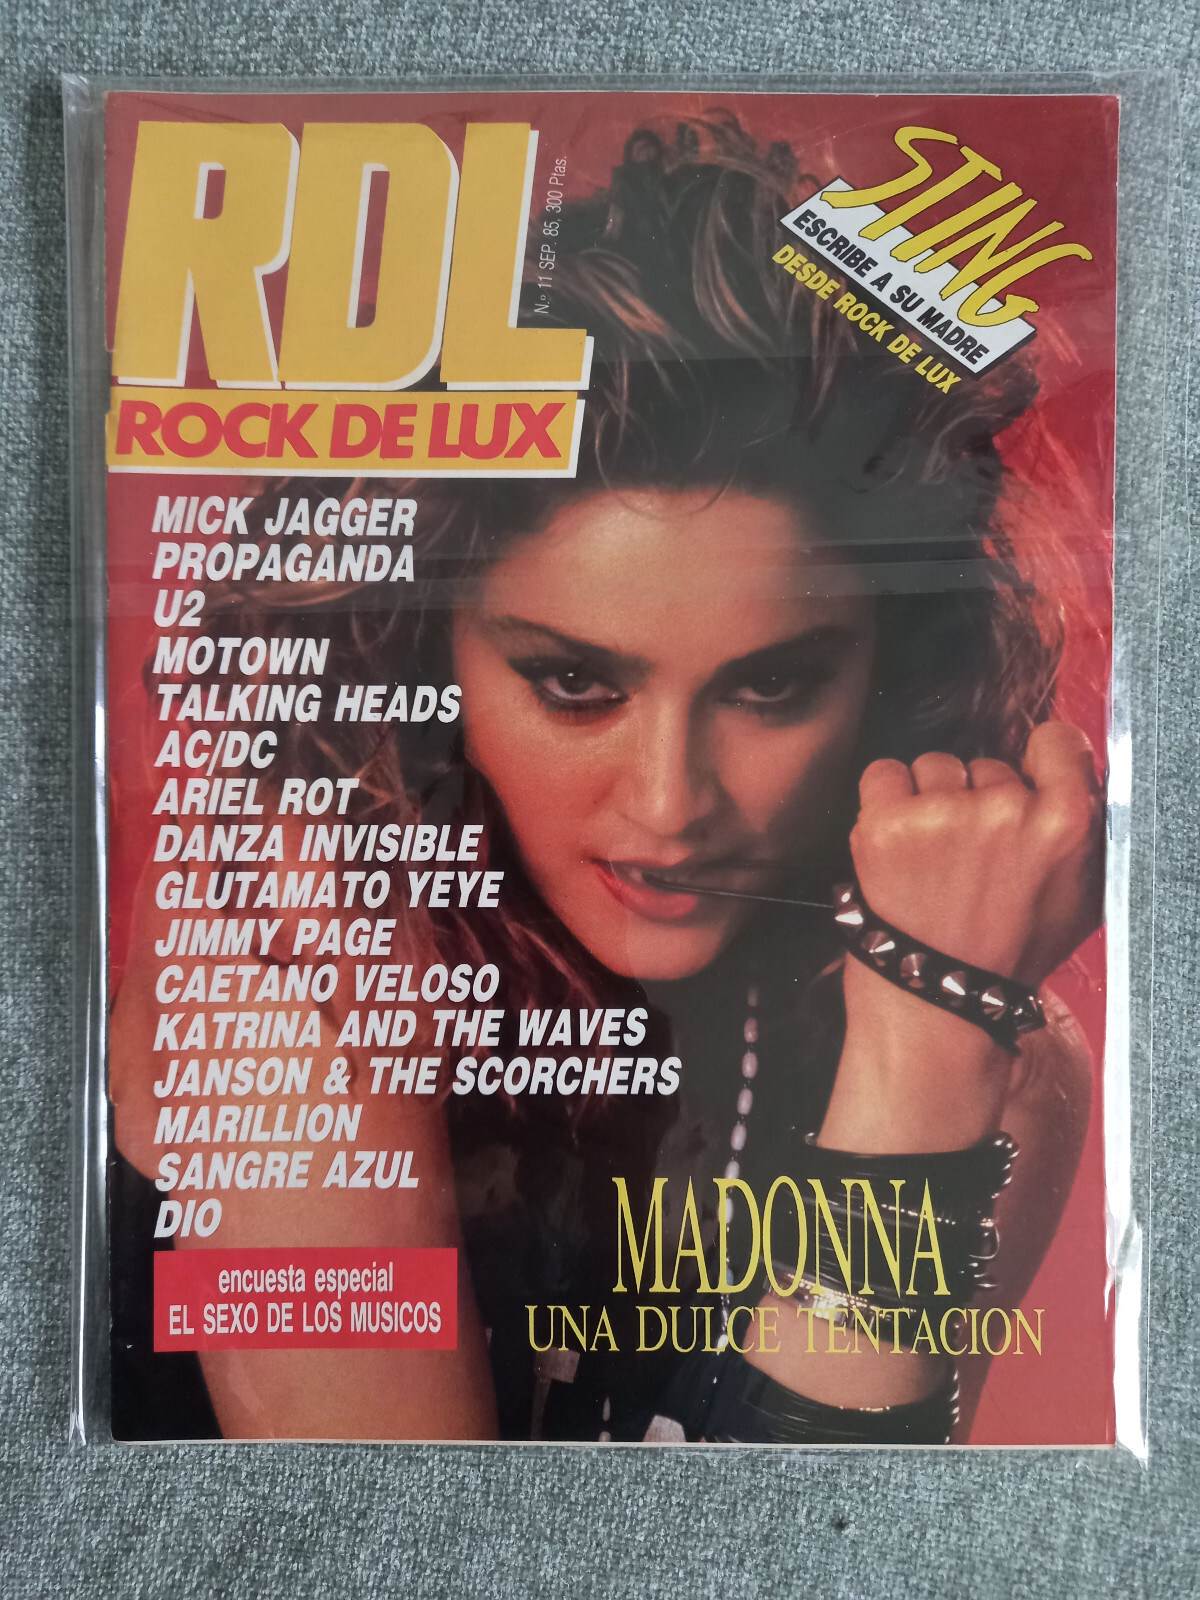 RDL
N.º 11 SEP. 85, 300 Ptas.
ROCK DE LUX
STING
ESCRIBE A SU MADRE
DESDE ROCK DE LUX
MICK JAGGER
PROPAGANDA
U2
MOTOWN
TALKING HEADS
AC/DC
ARIEL ROT
DANZA INVISIBLE
GLUTAMATO YEYE
JIMMY PAGE
CAETANO VELOSO
KATRINA AND THE WAVES
JANSON & THE SCORCHERS
MARILLION
SANGRE AZUL
DIO
encuesta especial
EL SEXO DE LOS MUSICOS
MADONNA
UNA DULCE TENTACION